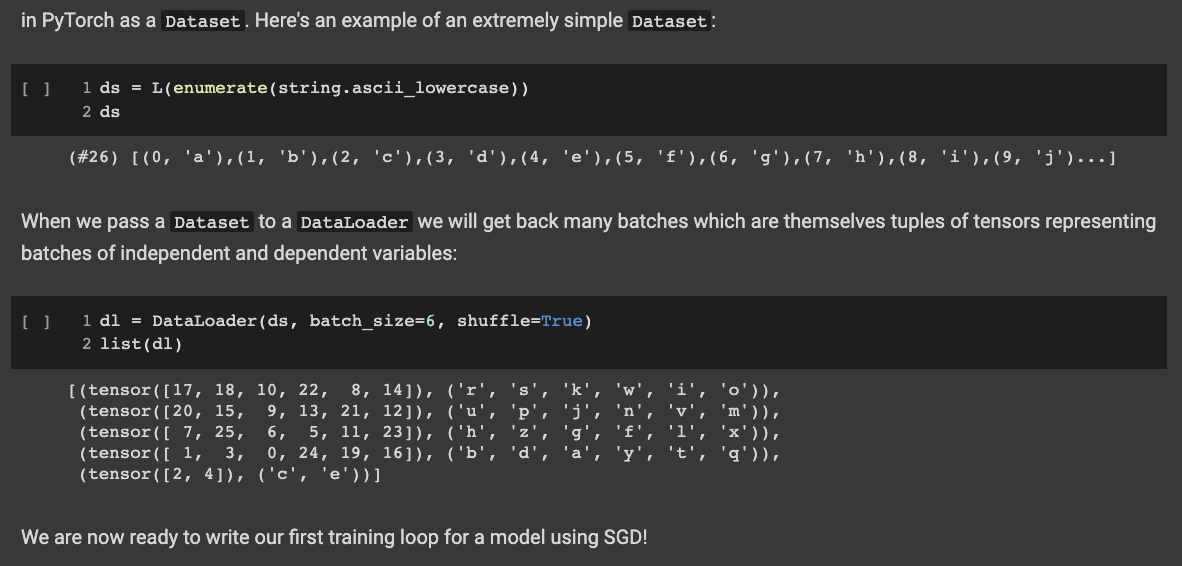 in PyTorch as a Dataset. Here's an example of an extremely simple Dataset:
[ ] 1 ds = L(enumerate(string.ascii_lowercase))
2 ds
(#26) [(0, 'a'),(1, 'b'),(2, 'c'),(3, 'd'),(4, 'e'),(5, 'f'),(6, 'g'),(7, 'h'),(8, 'i'),(9, 'j')...]
When we pass a Dataset to a DataLoader we will get back many batches which are themselves tuples of tensors representing
batches of independent and dependent variables:
[ ] 1 dl = DataLoader(ds, batch_size=6, shuffle=True)
2 list(dl)
[(tensor([17, 18, 10, 22,  8, 14]), ('r', 's', 'k', 'w', 'i', 'o')),
(tensor([20, 15,  9, 13, 21, 12]), ('u', 'p', 'j', 'n', 'v', 'm')),
(tensor([ 7, 25,  6,  5, 11, 23]), ('h', 'z', 'g', 'f', 'l', 'x')),
(tensor([ 1,  3,  0, 24, 19, 16]), ('b', 'd', 'a', 'y', 't', 'q')),
(tensor([2, 4]), ('c', 'e'))]
We are now ready to write our first training loop for a model using SGD!